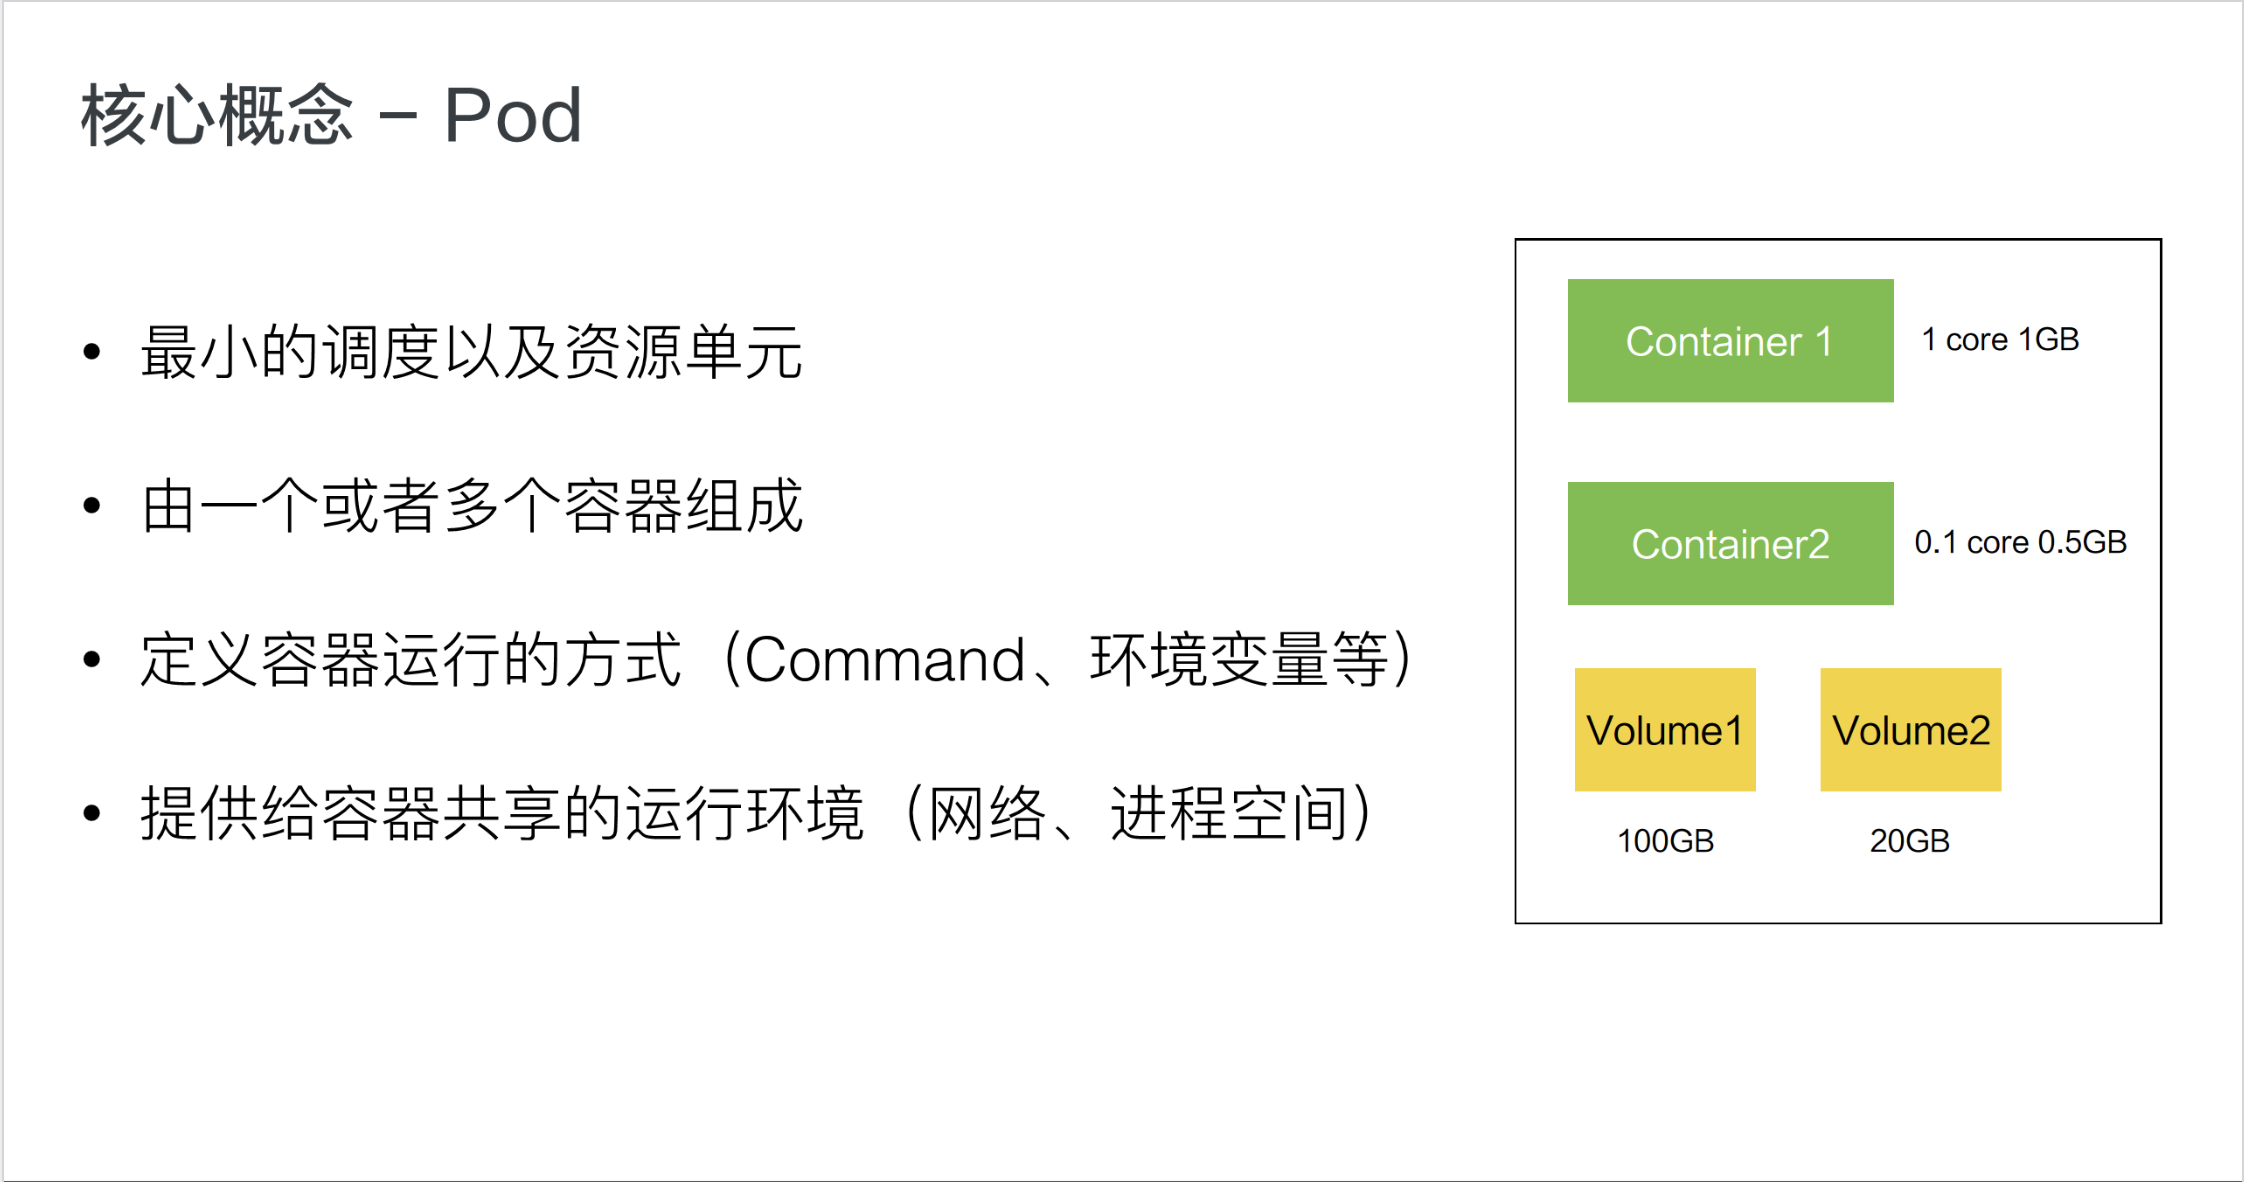 核心概念 – Pod
• 最小的调度以及资源单元
• 由一个或者多个容器组成
• 定义容器运行的方式（Command、环境变量等）
• 提供给容器共享的运行环境（网络、进程空间）
Container 1
1 core 1GB
Container2
0.1 core 0.5GB
Volume1
Volume2
100GB
20GB